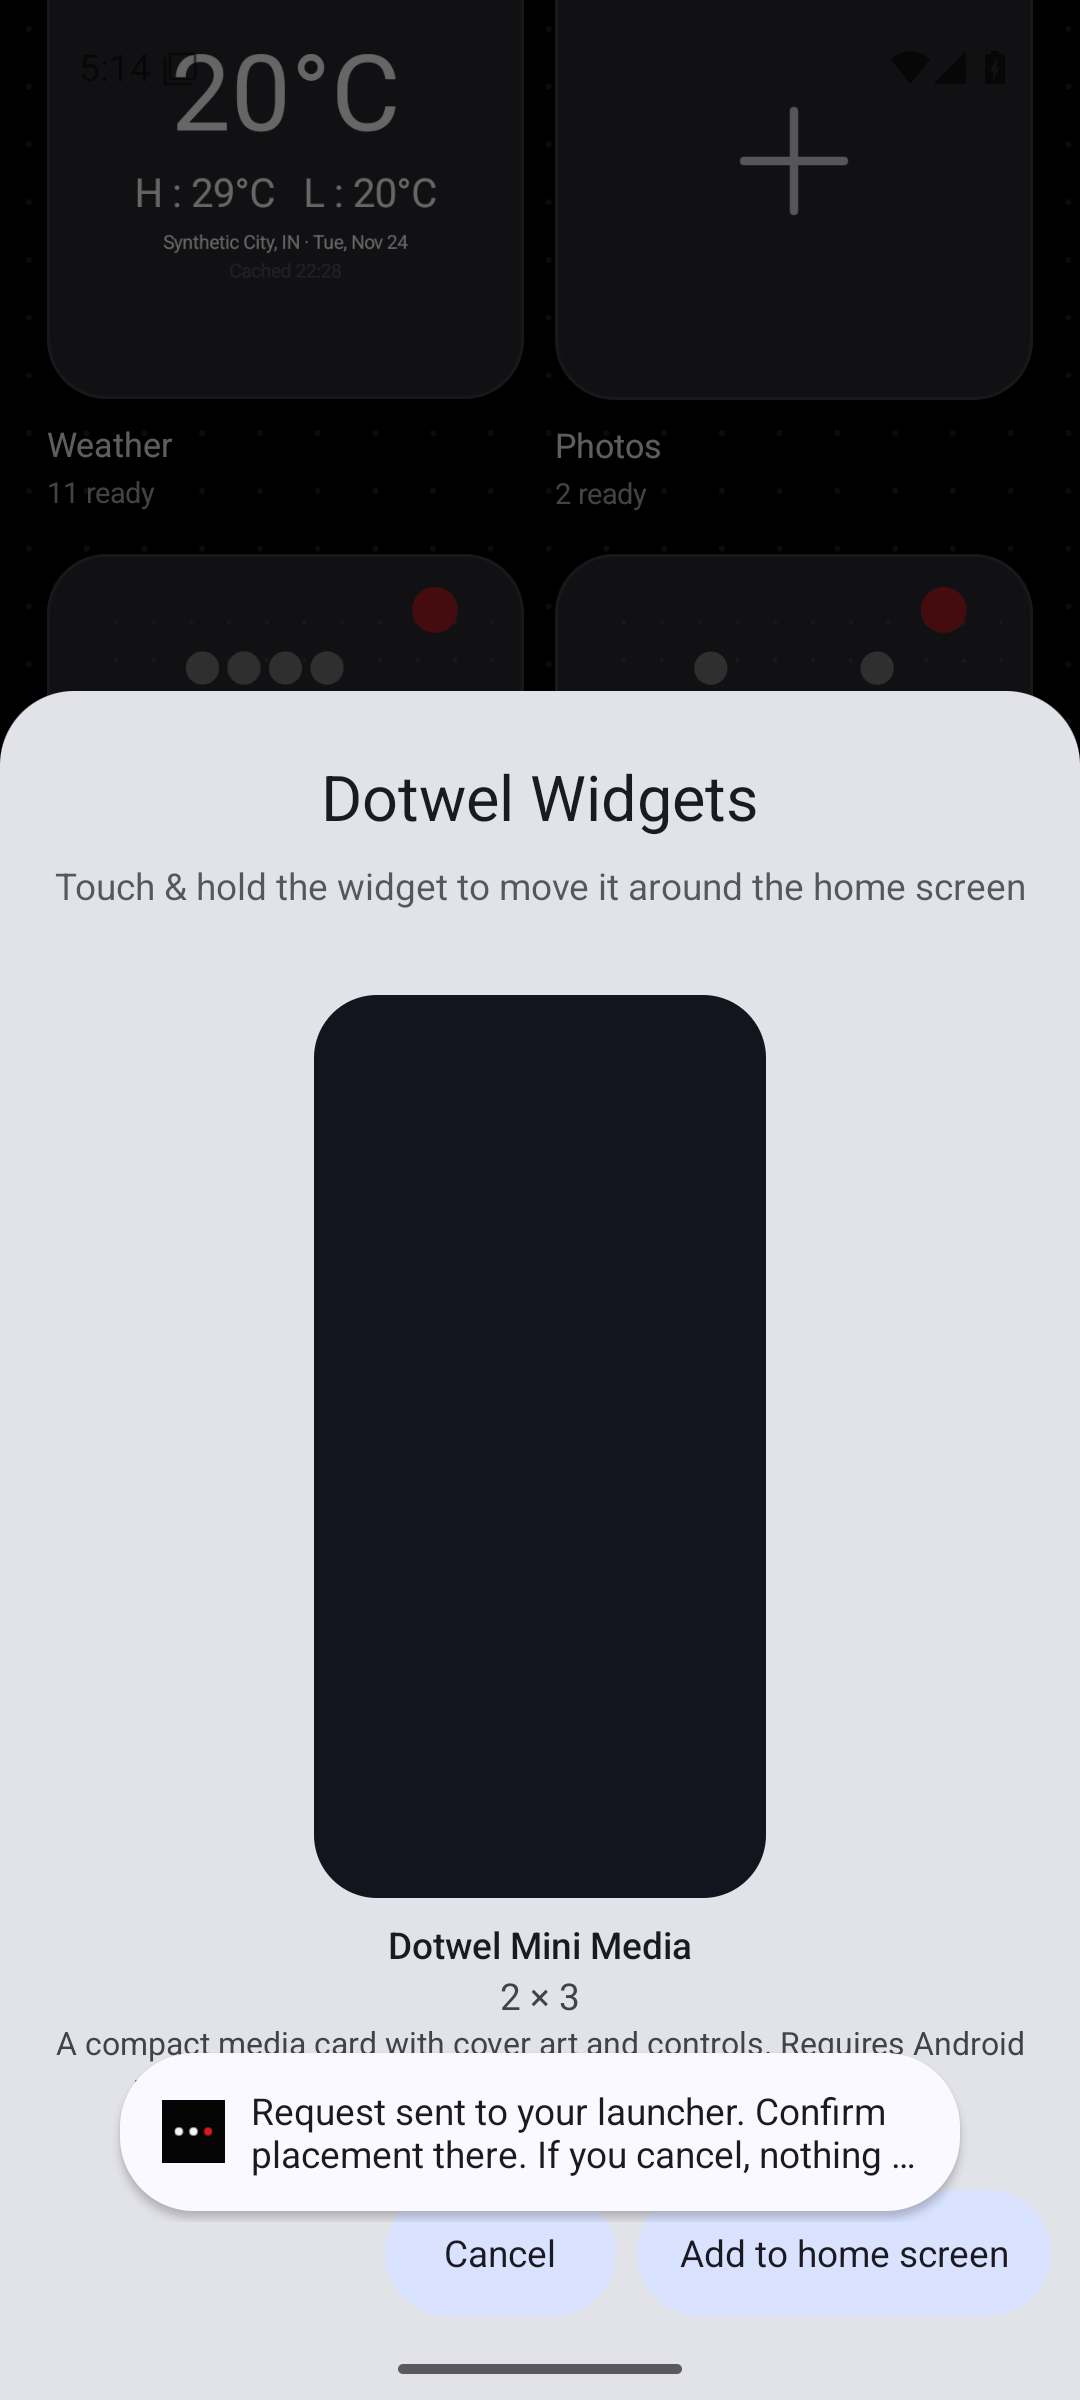 5:14
20°C
H : 29°C L : 20°C
Synthetic City, IN · Tue, Nov 24
Cached 22:28
Weather
11 ready
Photos
2 ready
Dotwel Widgets
Touch & hold the widget to move it around the home screen
Dotwel Mini Media
2 × 3
A compact media card with cover art and controls. Requires Android
Request sent to your launcher. Confirm
placement there. If you cancel, nothing ...
Cancel
Add to home screen